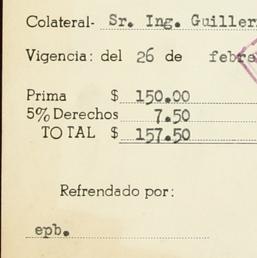 Colateral- Sr. Ing. Guiller
Vigencia: del 26 de febre
Prima $ 150.00
5% Derechos 7.50
TOTAL $ 157.50
Refrendado por:
epb.